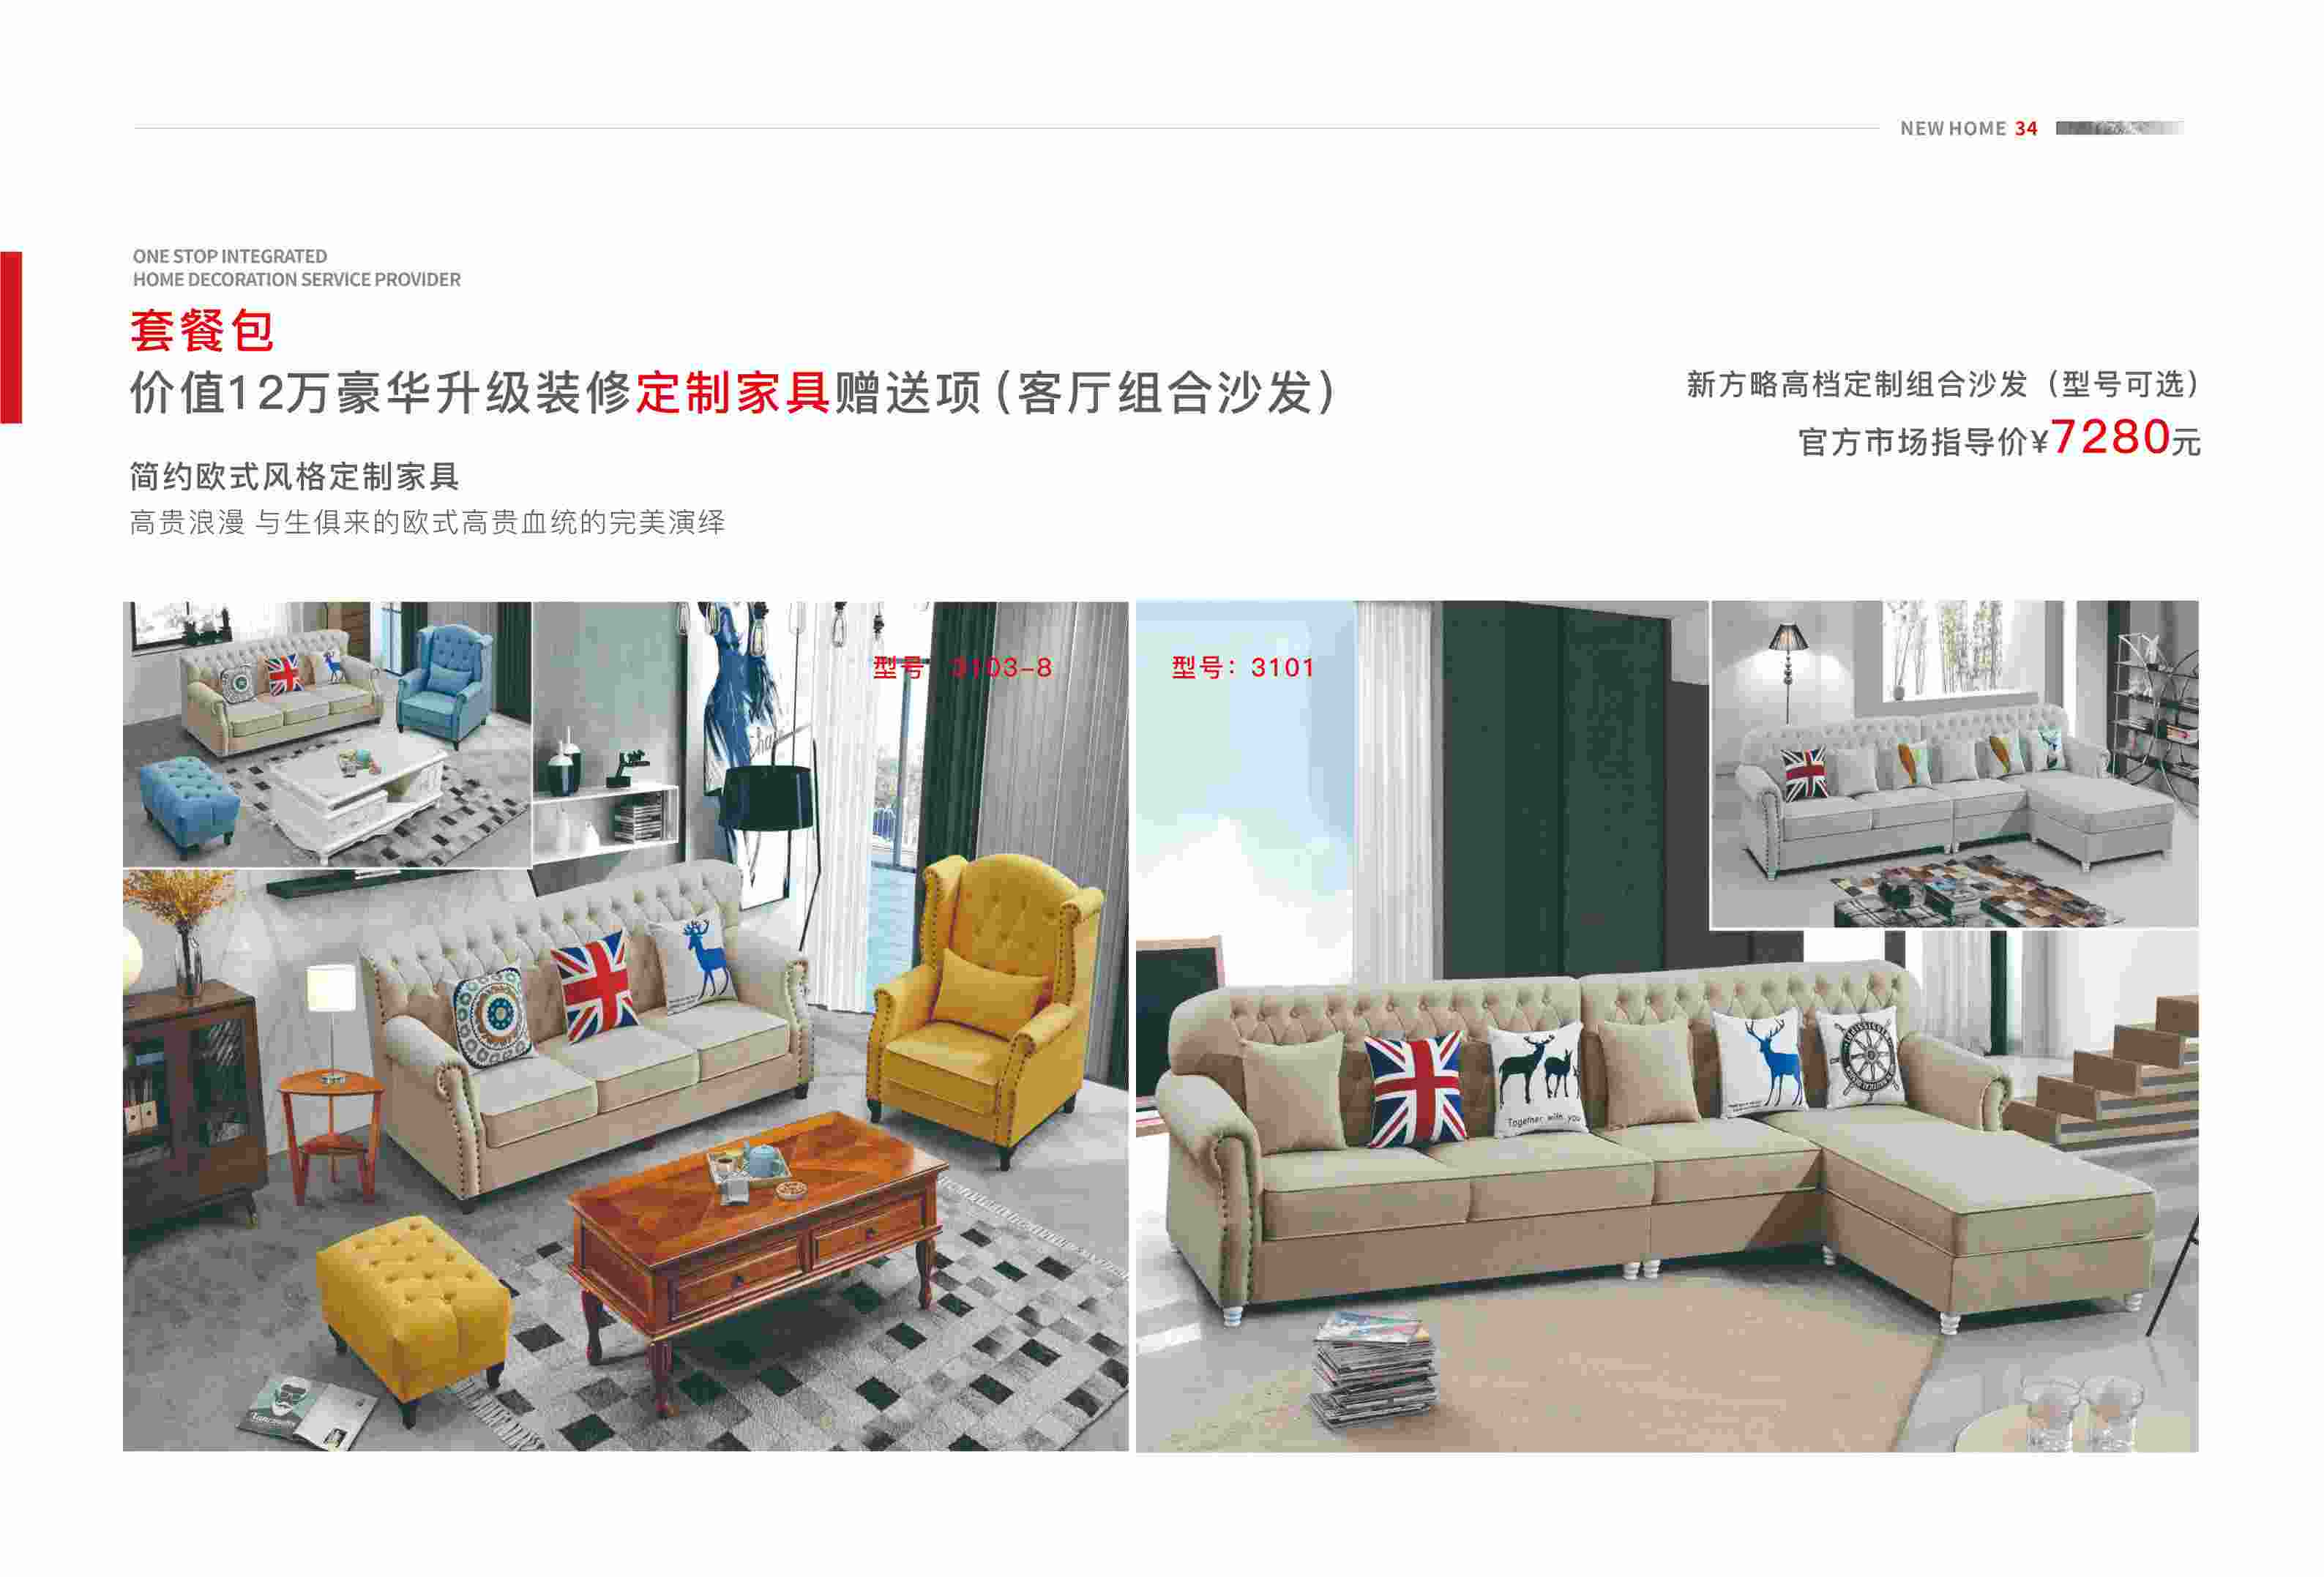 NEW HOME 34
ONE STOP INTEGRATED
HOME DECORATION SERVICE PROVIDER
套餐包
价值12万豪华升级装修定制家具赠送项(客厅组合沙发)
新方略高档定制组合沙发（型号可选）
官方市场指导价¥7280元
简约欧式风格定制家具
高贵浪漫 与生俱来的欧式高贵血统的完美演绎
型号 3103-8
型号：3101
Together with you